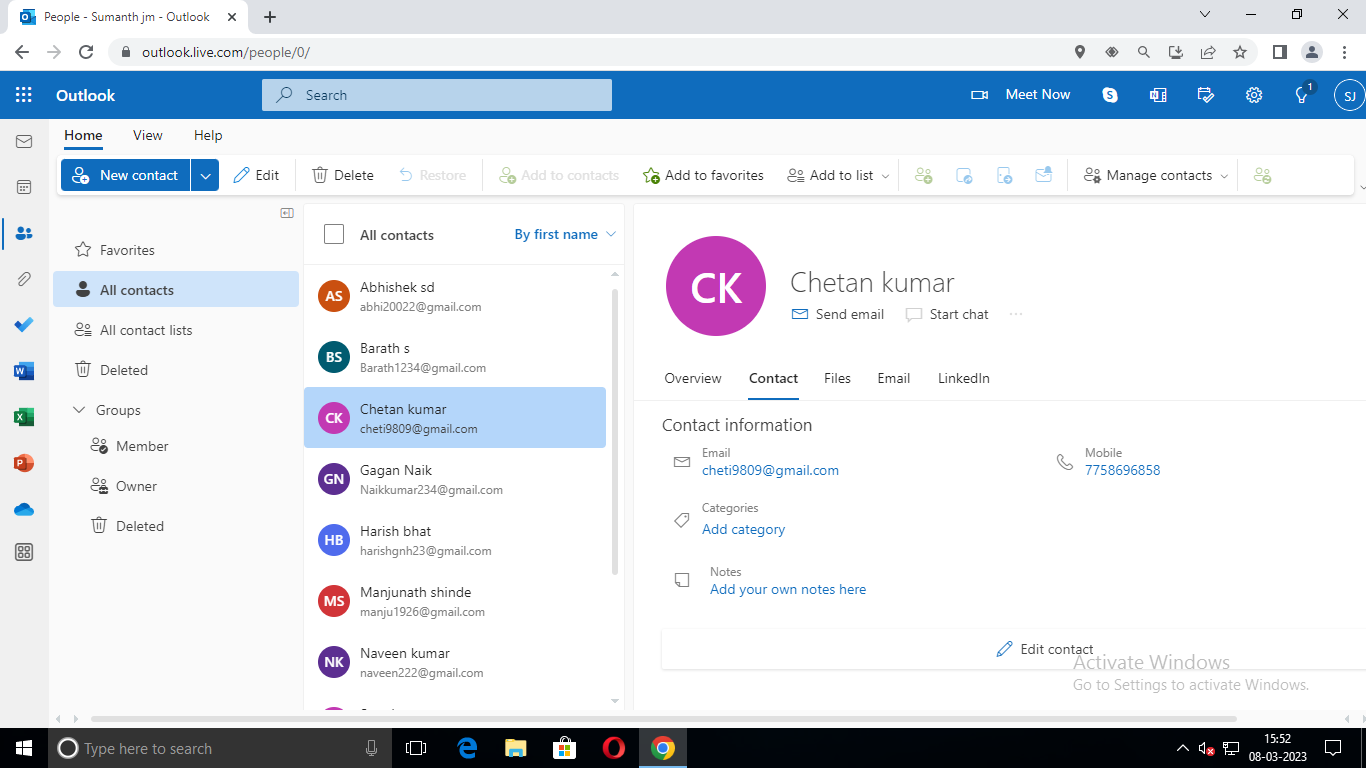 People - Sumanth jm - Outlook
outlook.live.com/people/0/
Outlook
Search
Meet Now
1
SJ
Home View Help
New contact Edit Delete Restore Add to contacts Add to favorites Add to list Manage contacts
Favorites
All contacts
All contact lists
Deleted
Groups
Member
Owner
Deleted
All contacts By first name
AS
Abhishek sd
abhi20022@gmail.com
BS
Barath s
Barath1234@gmail.com
CK
Chetan kumar
cheti9809@gmail.com
GN
Gagan Naik
Naikkumar234@gmail.com
HB
Harish bhat
harishgnh23@gmail.com
MS
Manjunath shinde
manju1926@gmail.com
NK
Naveen kumar
naveen222@gmail.com
CK
Chetan kumar
Send email Start chat
Overview Contact Files Email LinkedIn
Contact information
Email
cheti9809@gmail.com
Mobile
7758696858
Categories
Add category
Notes
Add your own notes here
Edit contact
Activate Windows
Go to Settings to activate Windows.
Type here to search
15:52
08-03-2023